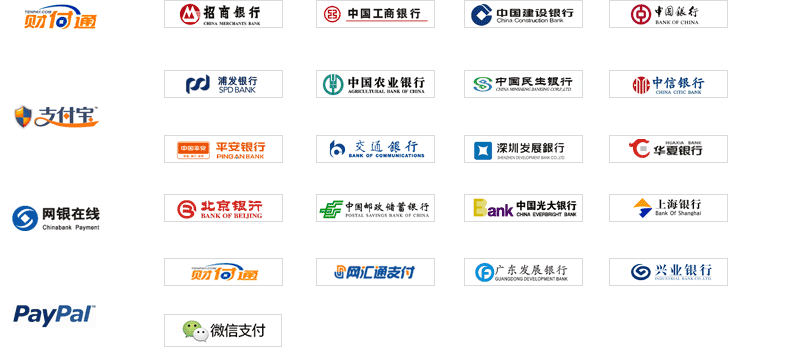 TENPAY.COM
财付通
招商银行
CHINA MERCHANTS BANK
中国工商银行
中国建设银行
China Construction Bank
中国银行
BANK OF CHINA
浦发银行
SPD BANK
中国农业银行
AGRICULTURAL BANK OF CHINA
中国民生银行
CHINA MINSHENG BANKING CORP.,LTD
中信银行
CHINA CITIC BANK
支付宝
中国平安
平安银行
PINGAN BANK
交通银行
BANK OF COMMUNICATIONS
深圳发展银行
SHENZHEN DEVELOPMENT BANK CO.,LTD
HUAXIA BANK
华夏银行
网银在线
Chinabank Payment
北京银行
BANK OF BEIJING
中国邮政储蓄银行
POSTAL SAVINGS BANK OF CHINA
Bank
中国光大银行
CHINA EVERBRIGHT BANK
上海银行
Bank Of Shanghai
财付通
网汇通支付
广东发展银行
GUANGDONG DEVELOPMENT BANK
兴业银行
INDUSTRIAL BANK CO.,LTD.
PayPal™
微信支付